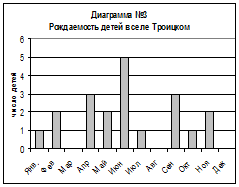 Диаграмма №3
Рождаемость детей в селе Троицком
число детей
6
5
4
3
2
1
0
Янв. Фев Мар Апр Май Июн Июл Авг Сен Окт Ноя Дек